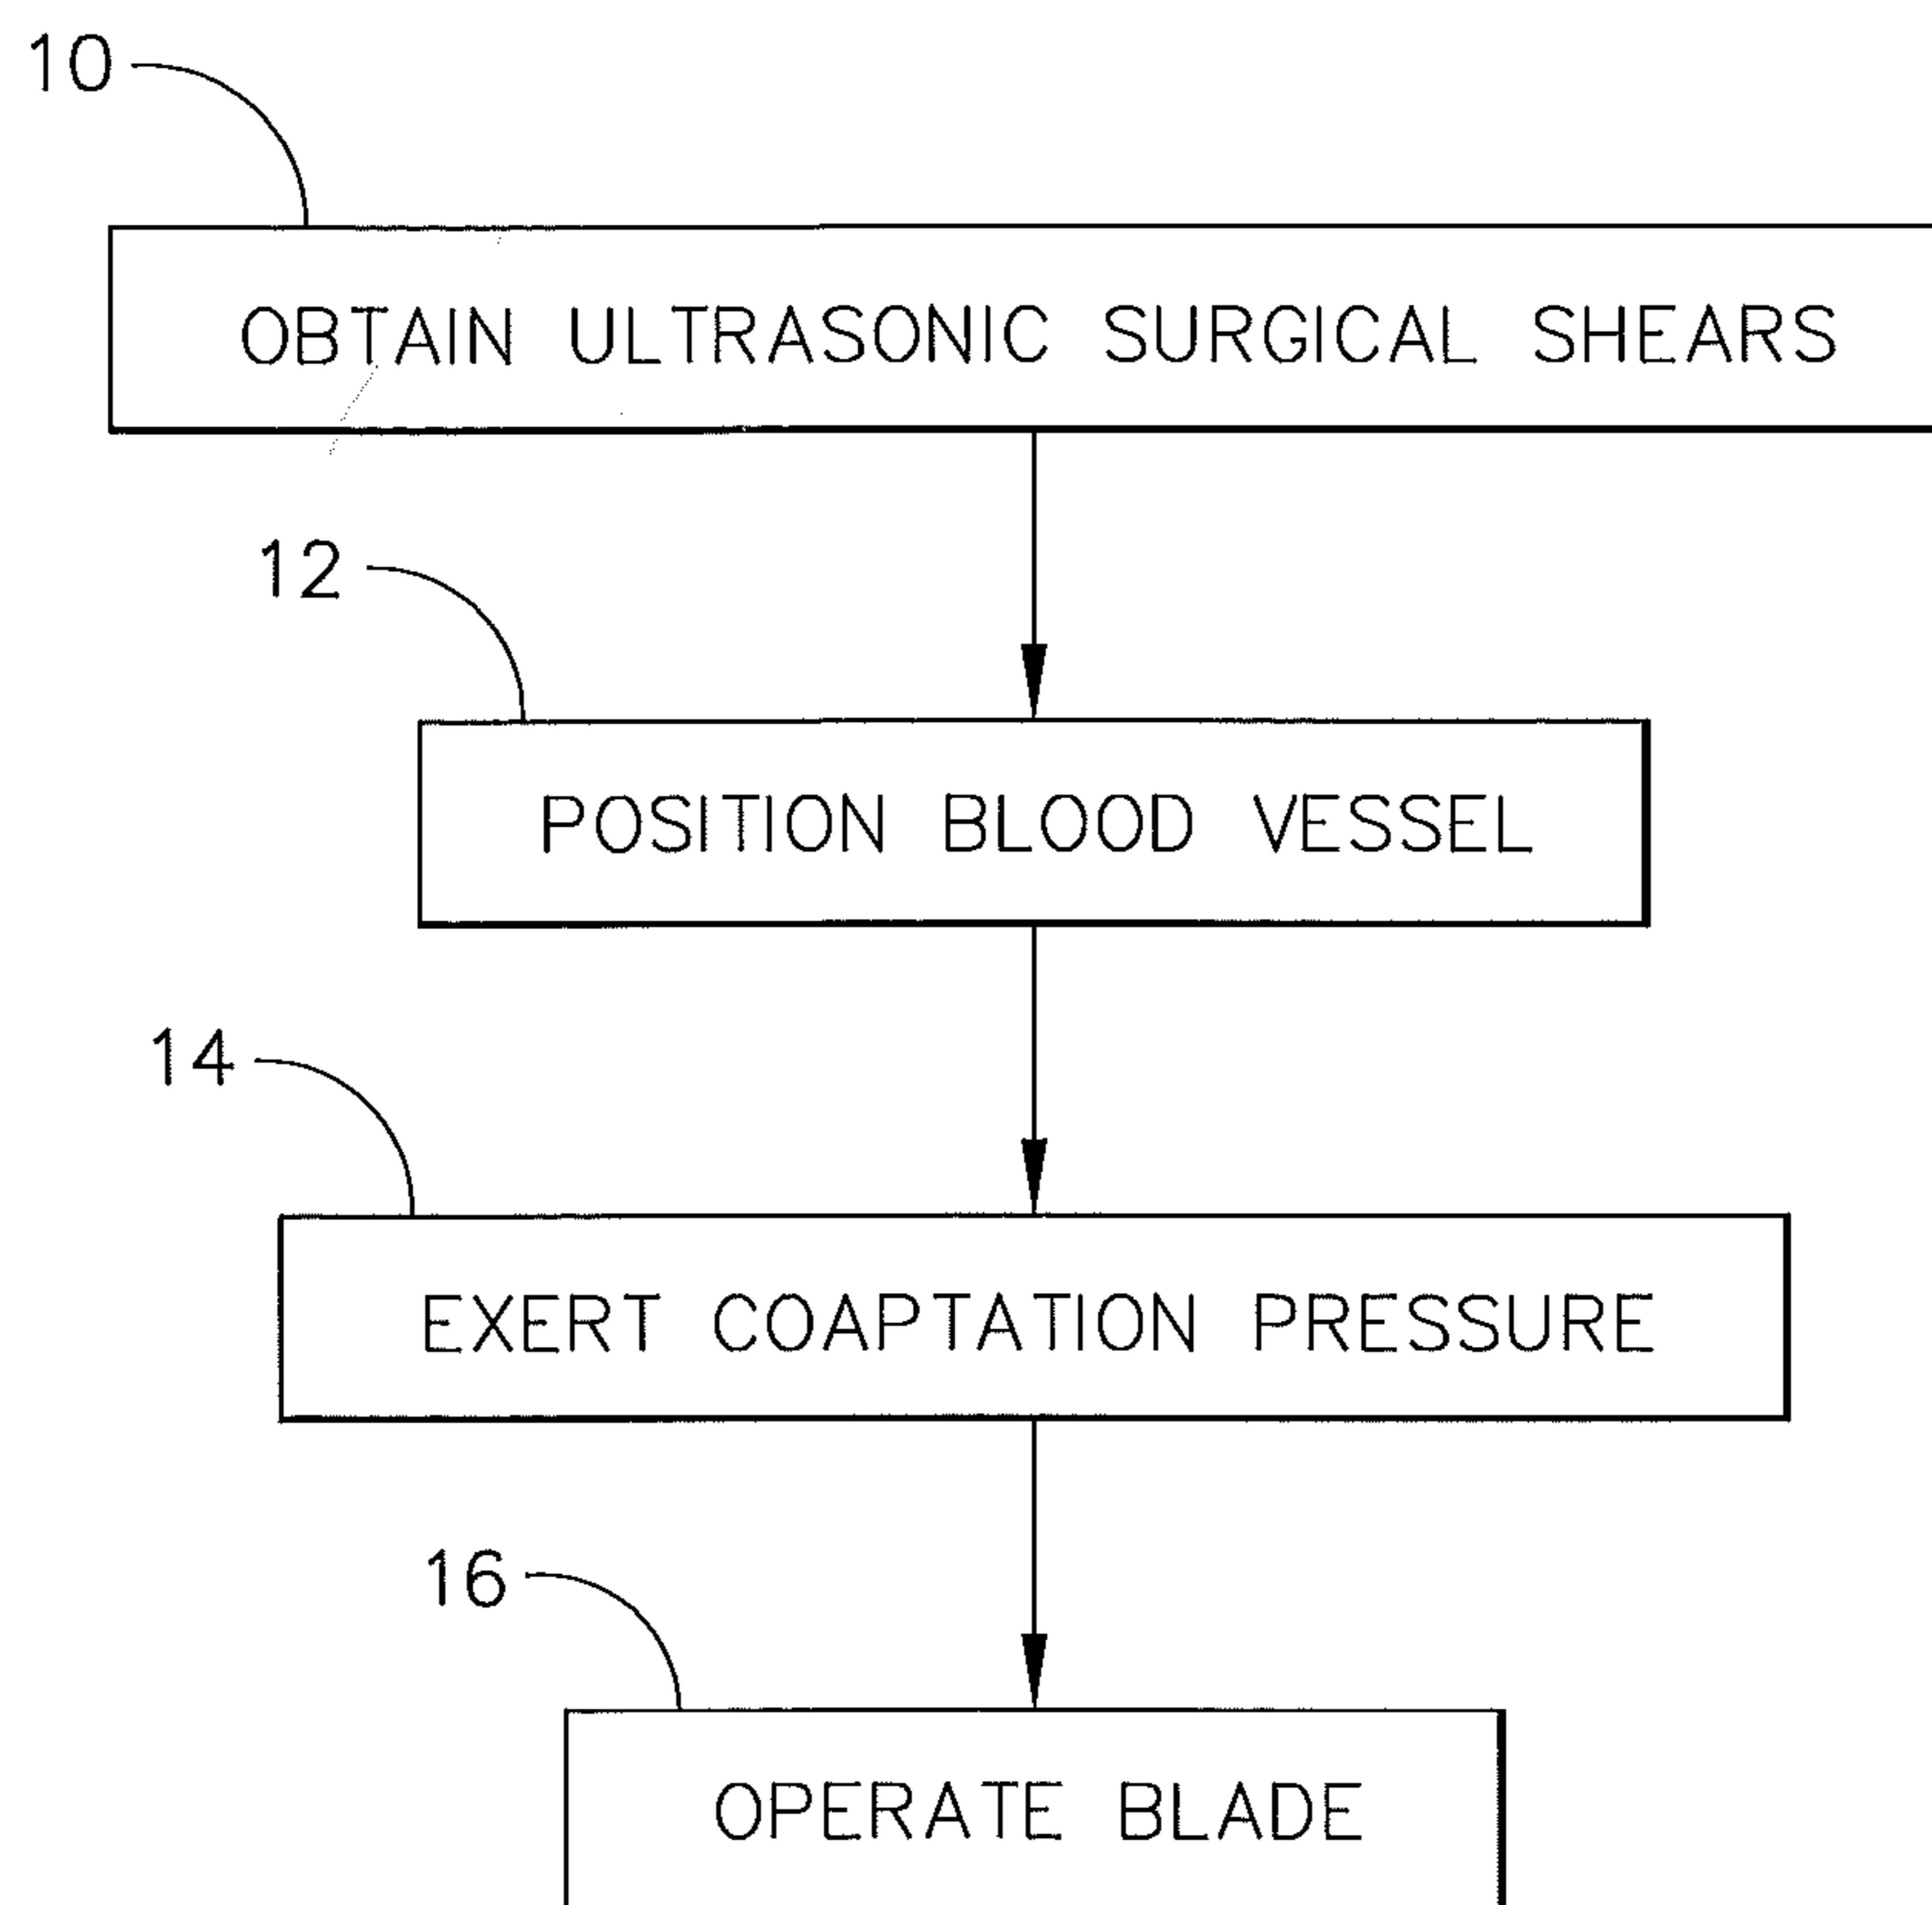 10
OBTAIN ULTRASONIC SURGICAL SHEARS
12
POSITION BLOOD VESSEL
14
EXERT COAPTATION PRESSURE
16
OPERATE BLADE